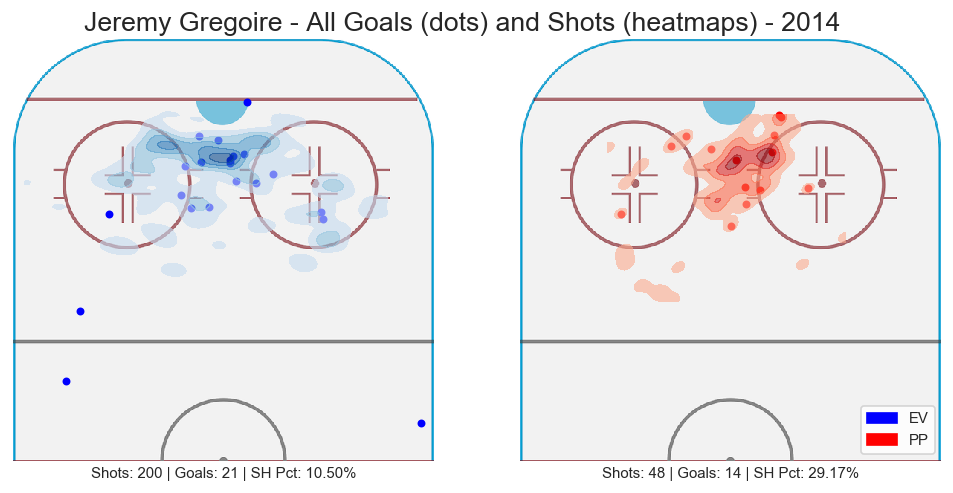 Jeremy Gregoire - All Goals (dots) and Shots (heatmaps) - 2014
EV
PP
Shots: 200 | Goals: 21 | SH Pct: 10.50%
Shots: 48 | Goals: 14 | SH Pct: 29.17%